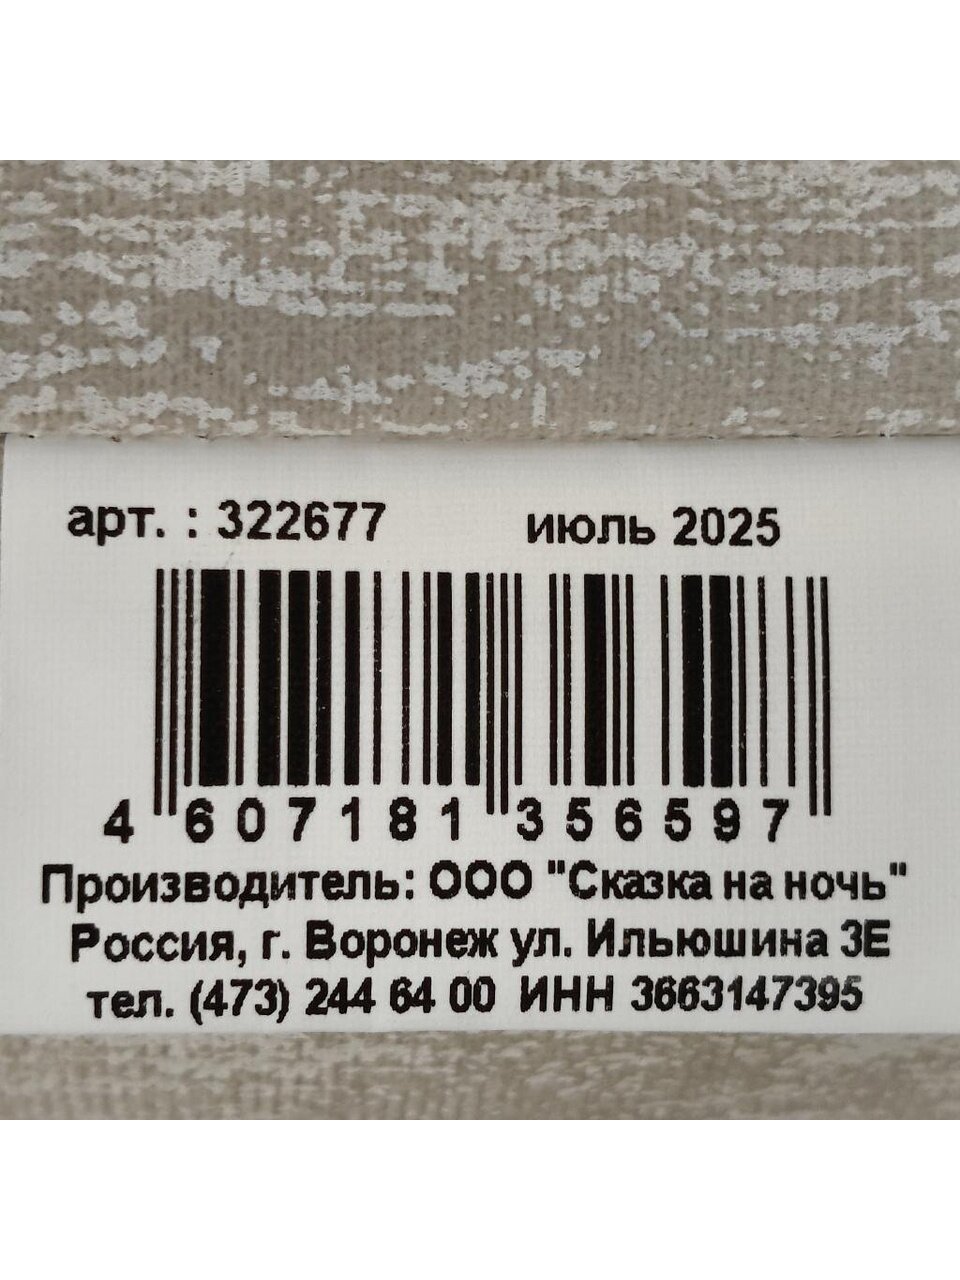 арт. : 322677 июль 2025
4 607181 356597
Производитель: ООО "Сказка на ночь"
Россия, г. Воронеж ул. Ильюшина 3Е
тел. (473) 244 64 00 ИНН 3663147395